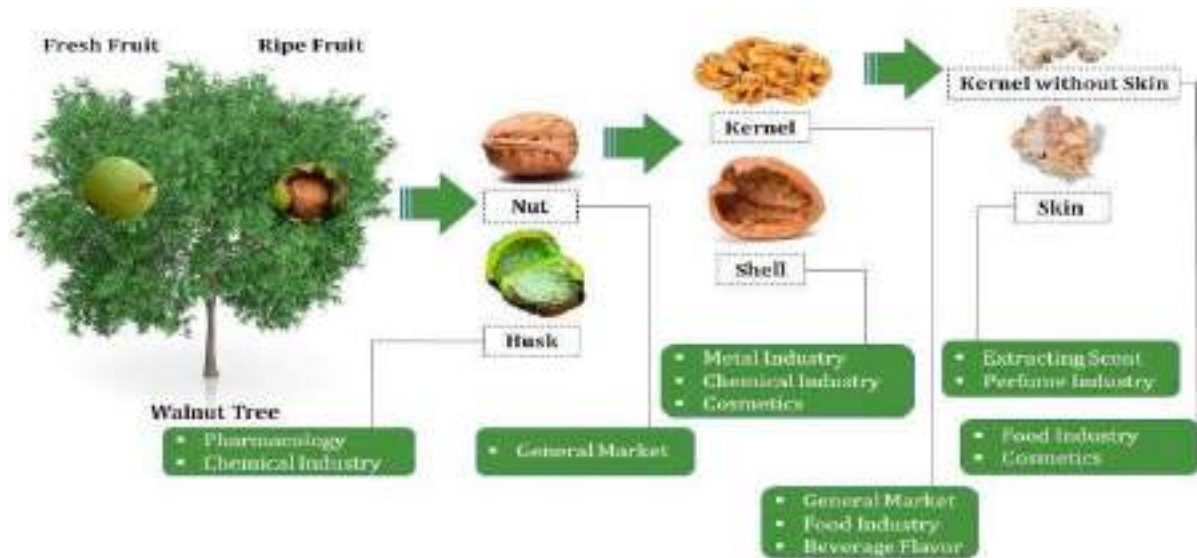 Fresh Fruit
Ripe Fruit
Kernel without Skin
Kernel
Nut
Skin
Shell
Husk
Walnut Tree
▪ Metal Industry
▪ Chemical Industry
▪ Cosmetics
▪ Extracting Scent
▪ Perfume Industry
▪ Pharmacology
▪ Chemical Industry
▪ General Market
▪ Food Industry
▪ Cosmetics
▪ General Market
▪ Food Industry
▪ Beverage Flavor